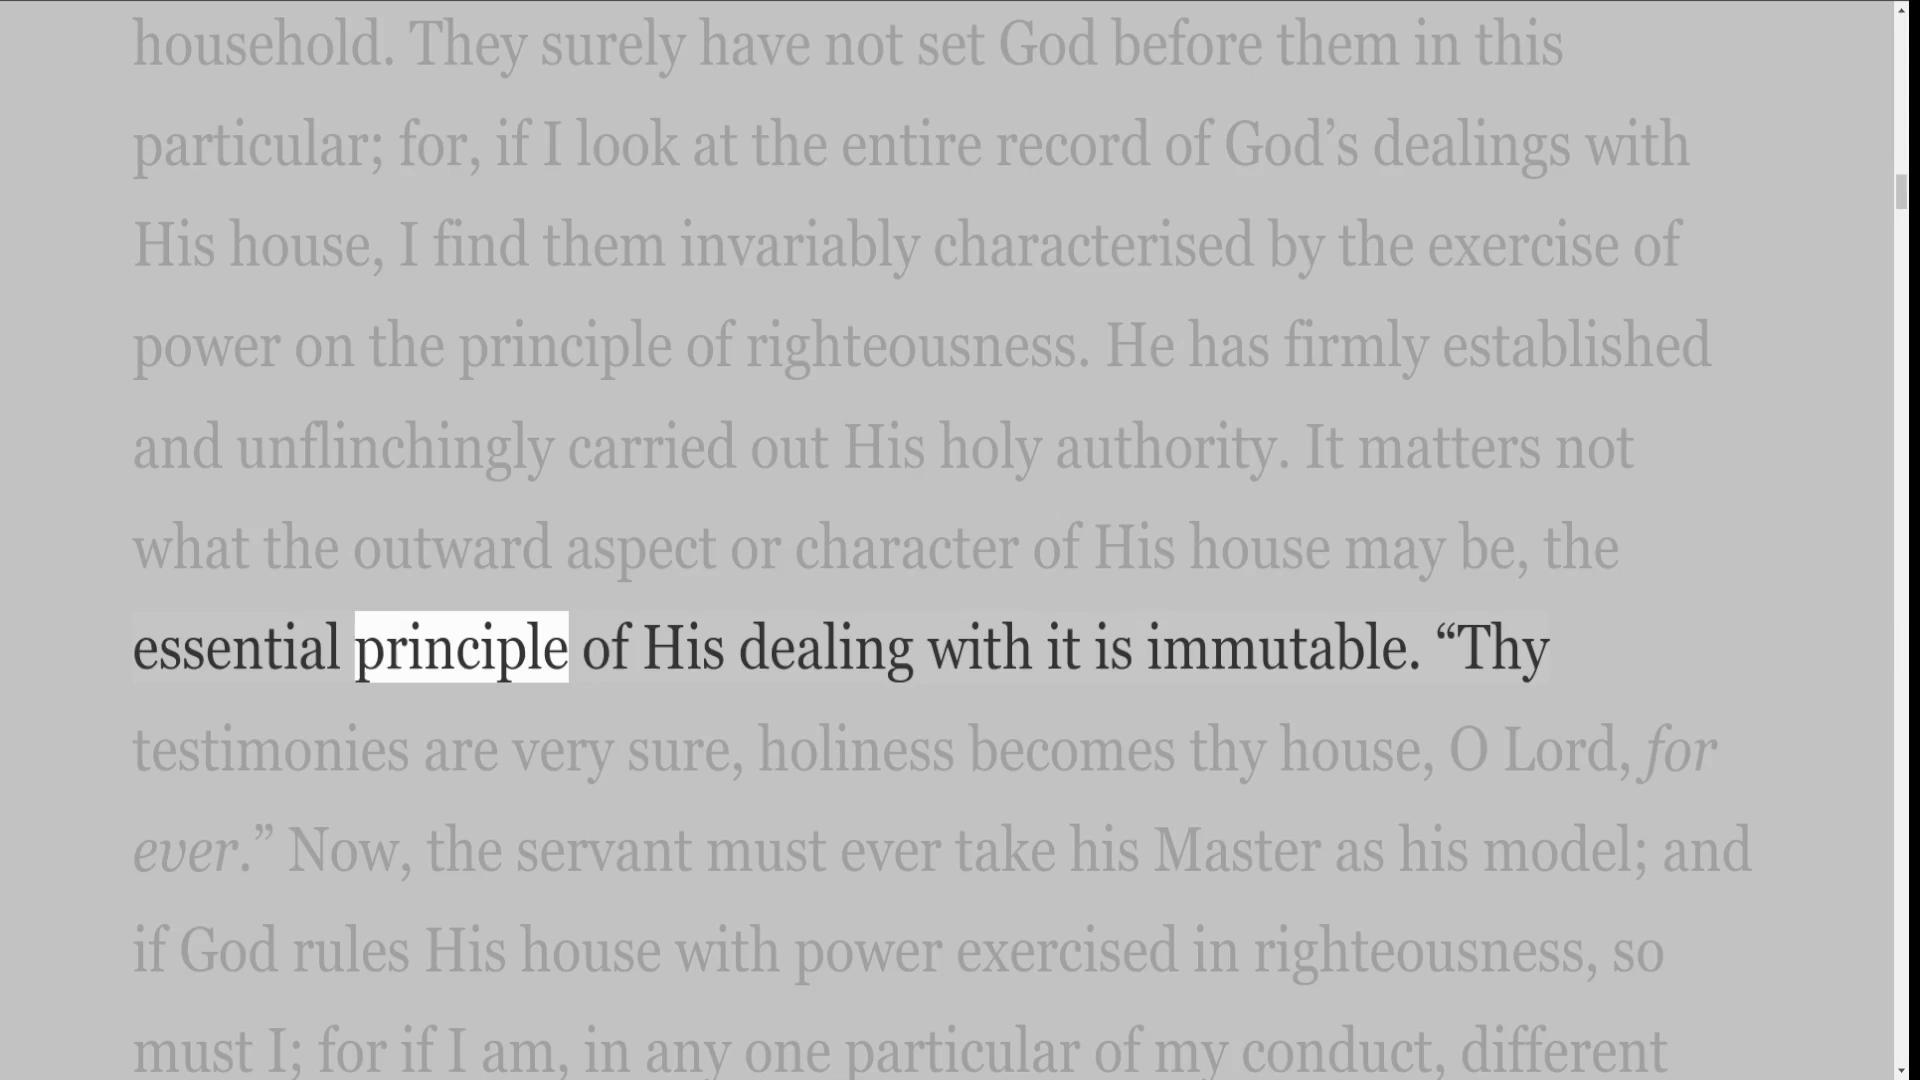 household. They surely have not set God before them in this
particular; for, if I look at the entire record of God’s dealings with
His house, I find them invariably characterised by the exercise of
power on the principle of righteousness. He has firmly established
and unflinchingly carried out His holy authority. It matters not
what the outward aspect or character of His house may be, the
essential principle of His dealing with it is immutable. “Thy
testimonies are very sure, holiness becomes thy house, O Lord, for
ever.” Now, the servant must ever take his Master as his model; and
if God rules His house with power exercised in righteousness, so
must I; for if I am, in any one particular of my conduct, different